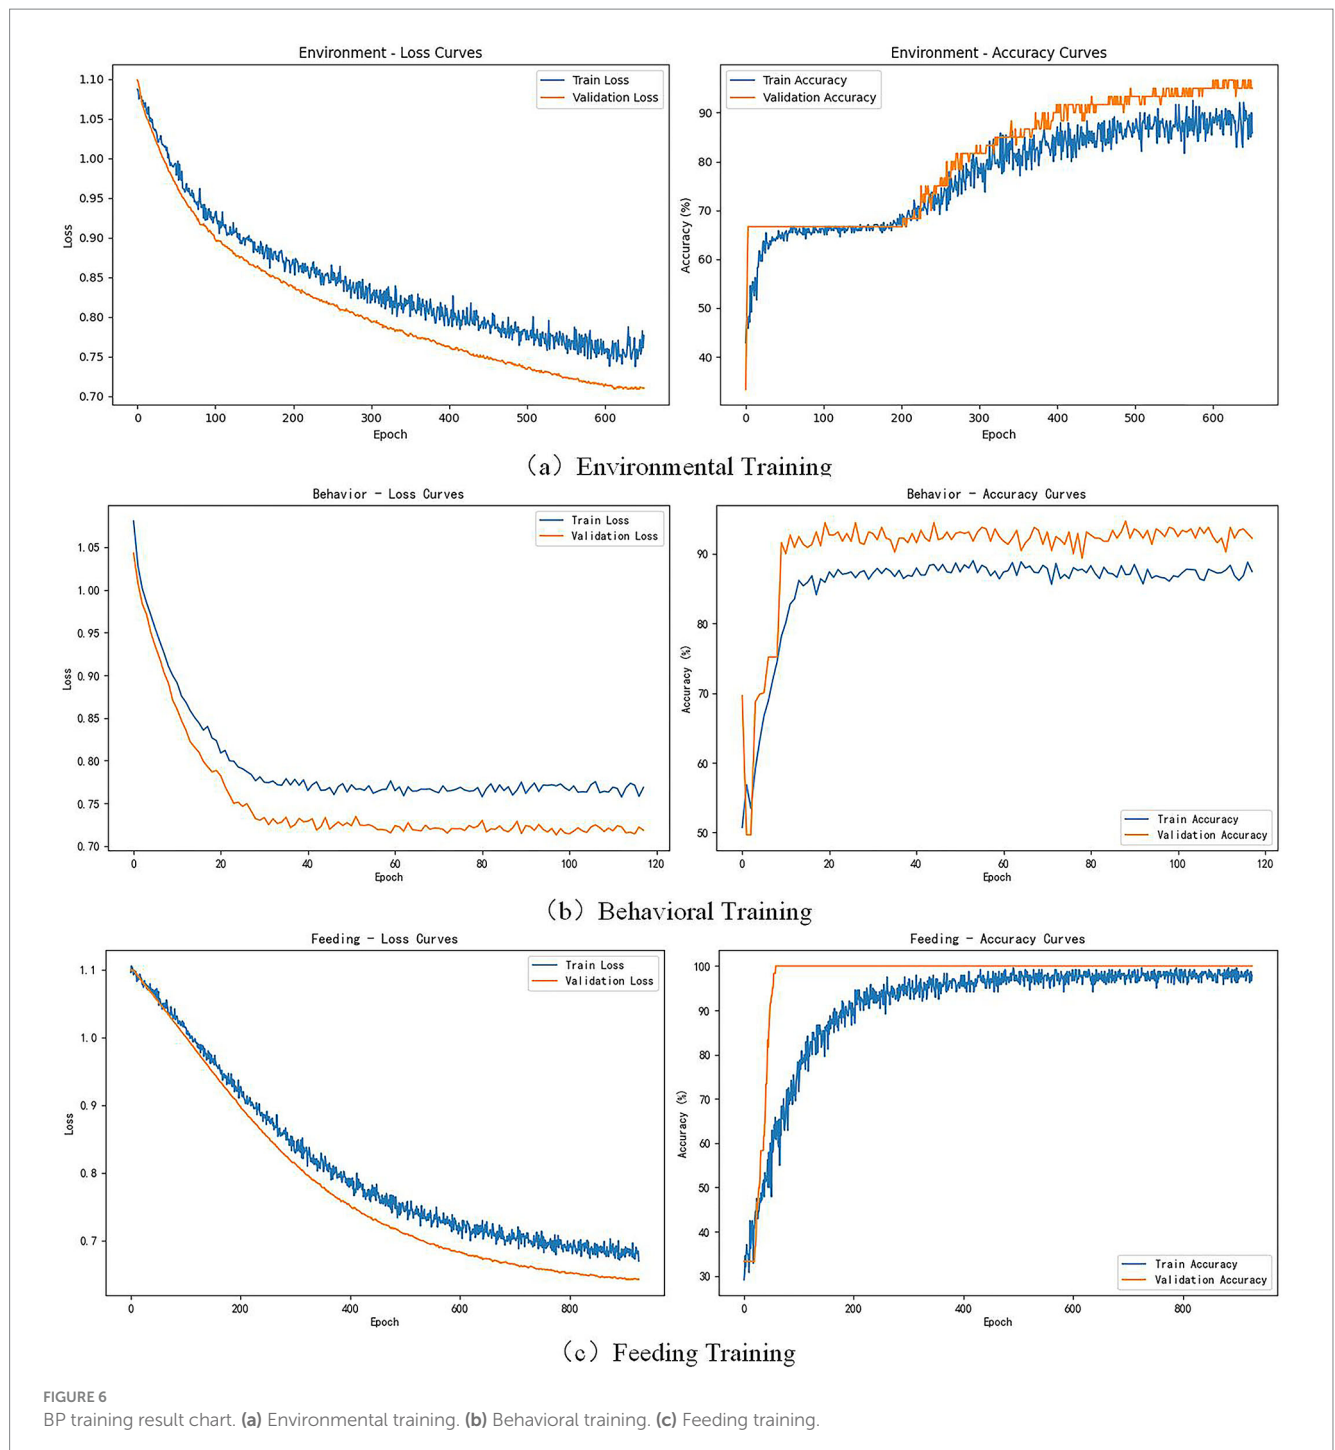 Environment - Loss Curves
Train Loss
Validation Loss
1.10
1.05
1.00
0.95
0.90
0.85
0.80
0.75
0.70
Loss
0 100 200 300 400 500 600
Epoch
Environment - Accuracy Curves
Train Accuracy
Validation Accuracy
90
80
70
60
50
40
Accuracy (%)
0 100 200 300 400 500 600
Epoch
（a）Environmental Training
Behavior - Loss Curves
Train Loss
Validation Loss
1.05
1.00
0.95
0.90
0.85
0.80
0.75
0.70
Loss
0 20 40 60 80 100 120
Epoch
Behavior - Accuracy Curves
90
80
70
60
50
Accuracy (%)
Train Accuracy
Validation Accuracy
0 20 40 60 80 100 120
Epoch
（b）Behavioral Training
Feeding - Loss Curves
Train Loss
Validation Loss
1.1
1.0
0.9
0.8
0.7
Loss
0 200 400 600 800
Epoch
Feeding - Accuracy Curves
100
90
80
70
60
50
40
30
Accuracy (%)
Train Accuracy
Validation Accuracy
0 200 400 600 800
Epoch
（c）Feeding Training
FIGURE 6
BP training result chart. (a) Environmental training. (b) Behavioral training. (c) Feeding training.